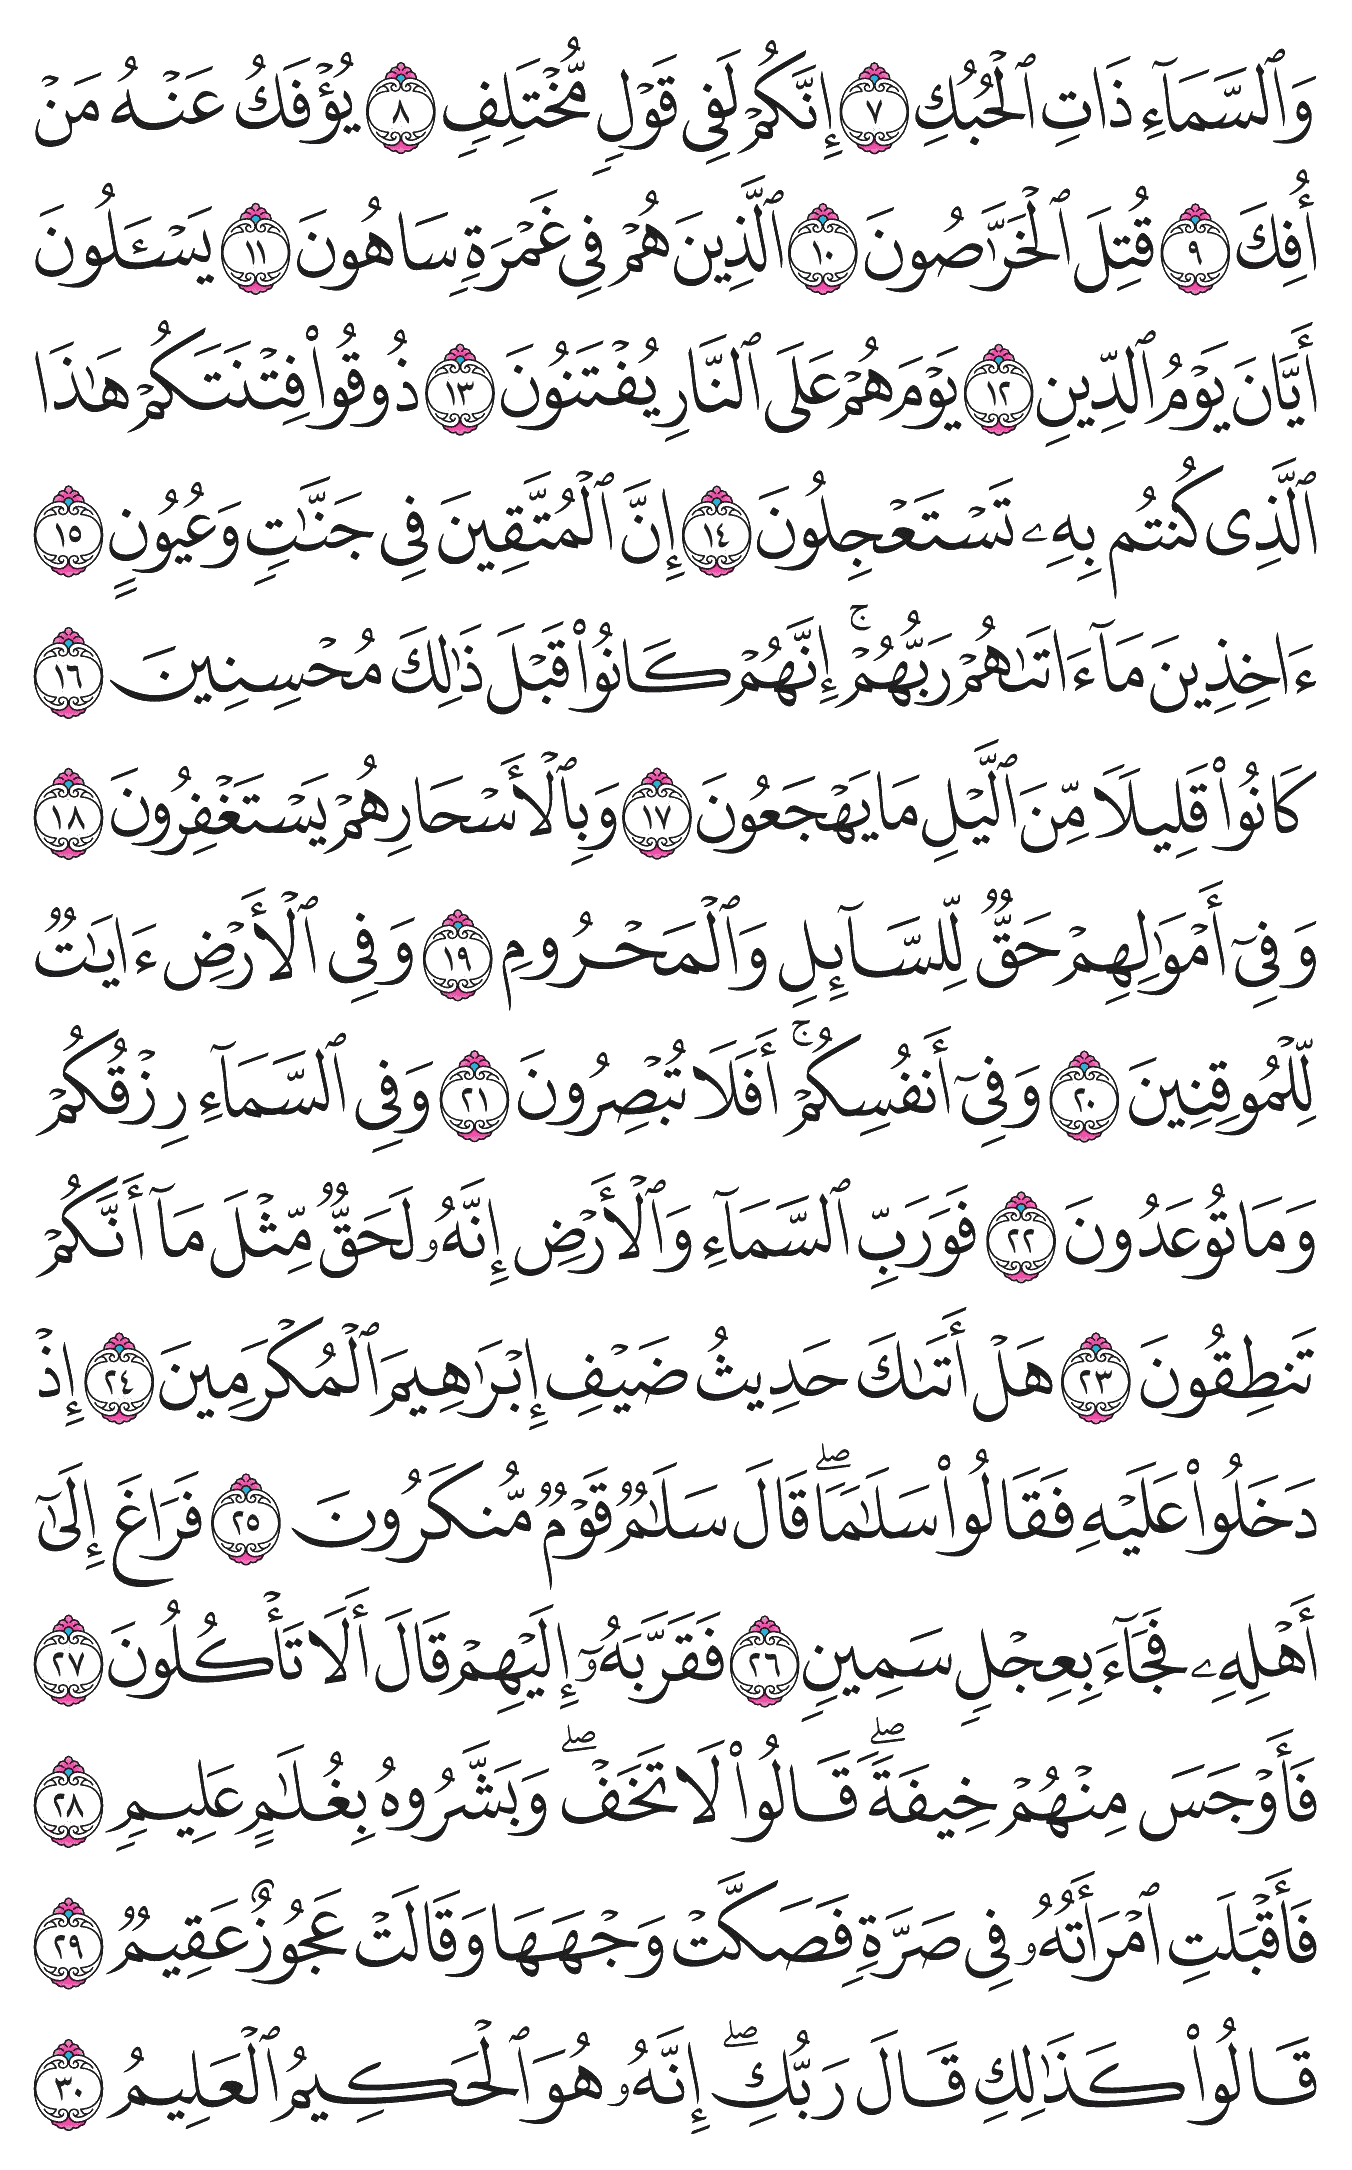 وَٱلسَّمَآءِ ذَاتِ ٱلْحُبُكِ ٧ إِنَّكُمْ لَفِى قَوْلٍ مُّخْتَلِفٍ ٨ يُؤْفَكُ عَنْهُ مَنْ
أُفِكَ ٩ قُتِلَ ٱلْخَرَّٰصُونَ ١٠ ٱلَّذِينَ هُمْ فِى غَمْرَةٍ سَاهُونَ ١١ يَسْـَٔلُونَ
أَيَّانَ يَوْمُ ٱلدِّينِ ١٢ يَوْمَ هُمْ عَلَى ٱلنَّارِ يُفْتَنُونَ ١٣ ذُوقُوا۟ فِتْنَتَكُمْ هَٰذَا
ٱلَّذِى كُنتُم بِهِۦ تَسْتَعْجِلُونَ ١٤ إِنَّ ٱلْمُتَّقِينَ فِى جَنَّٰتٍ وَعُيُونٍ ١٥
ءَاخِذِينَ مَآ ءَاتَىٰهُمْ رَبُّهُمْ ۚ إِنَّهُمْ كَانُوا۟ قَبْلَ ذَٰلِكَ مُحْسِنِينَ ١٦
كَانُوا۟ قَلِيلًا مِّنَ ٱلَّيْلِ مَا يَهْجَعُونَ ١٧ وَبِٱلْأَسْحَارِ هُمْ يَسْتَغْفِرُونَ ١٨
وَفِىٓ أَمْوَٰلِهِمْ حَقٌّ لِّلسَّآئِلِ وَٱلْمَحْرُومِ ١٩ وَفِى ٱلْأَرْضِ ءَايَٰتٌ
لِّلْمُوقِنِينَ ٢٠ وَفِىٓ أَنفُسِكُمْ ۚ أَفَلَا تُبْصِرُونَ ٢١ وَفِى ٱلسَّمَآءِ رِزْقُكُمْ
وَمَا تُوعَدُونَ ٢٢ فَوَرَبِّ ٱلسَّمَآءِ وَٱلْأَرْضِ إِنَّهُۥ لَحَقٌّ مِّثْلَ مَآ أَنَّكُمْ
تَنطِقُونَ ٢٣ هَلْ أَتَىٰكَ حَدِيثُ ضَيْفِ إِبْرَٰهِيمَ ٱلْمُكْرَمِينَ ٢٤ إِذْ
دَخَلُوا۟ عَلَيْهِ فَقَالُوا۟ سَلَٰمًا ۖ قَالَ سَلَٰمٌ قَوْمٌ مُّنكَرُونَ ٢٥ فَرَاغَ إِلَىٰٓ
أَهْلِهِۦ فَجَآءَ بِعِجْلٍ سَمِينٍ ٢٦ فَقَرَّبَهُۥٓ إِلَيْهِمْ قَالَ أَلَا تَأْكُلُونَ ٢٧
فَأَوْجَسَ مِنْهُمْ خِيفَةً ۖ قَالُوا۟ لَا تَخَفْ ۖ وَبَشَّرُوهُ بِغُلَٰمٍ عَلِيمٍ ٢٨
فَأَقْبَلَتِ ٱمْرَأَتُهُۥ فِى صَرَّةٍ فَصَكَّتْ وَجْهَهَا وَقَالَتْ عَجُوزٌ عَقِيمٌ ٢٩
قَالُوا۟ كَذَٰلِكِ قَالَ رَبُّكِ ۖ إِنَّهُۥ هُوَ ٱلْحَكِيمُ ٱلْعَلِيمُ ٣٠